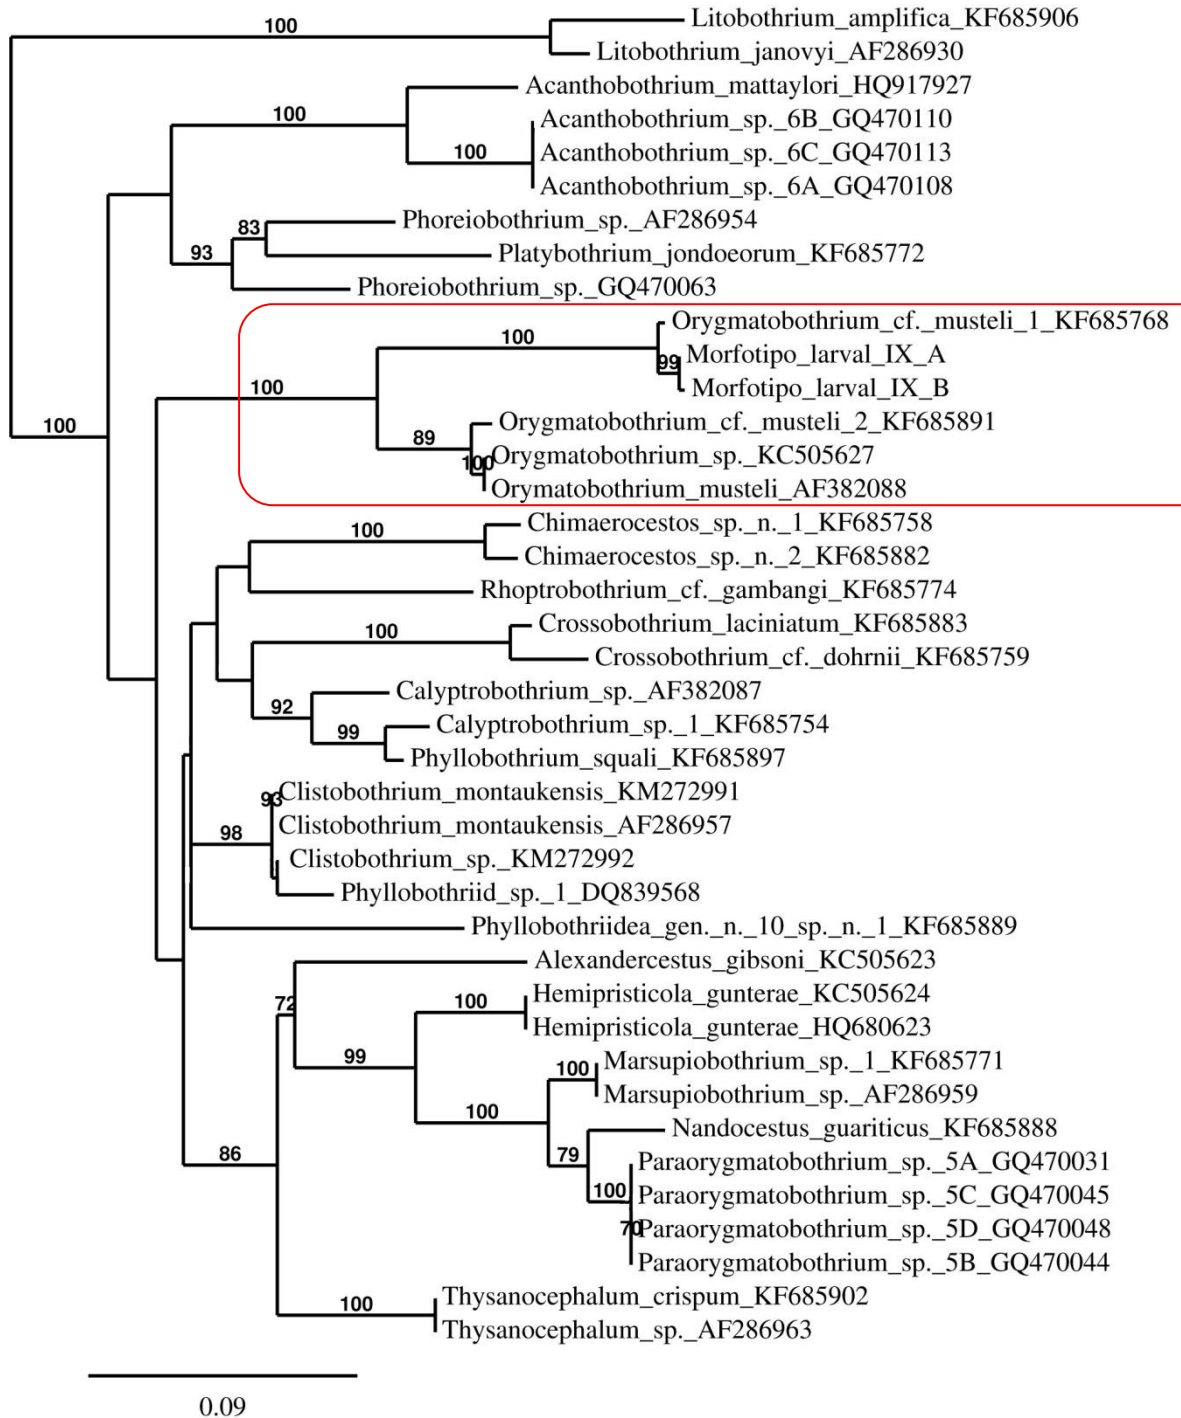 100
Litobothrium_amplifica_KF685906
Litobothrium_janovyi_AF286930
Acanthobothrium_mattaylori_HQ917927
100
Acanthobothrium_sp._6B_GQ470110
100
Acanthobothrium_sp._6C_GQ470113
Acanthobothrium_sp._6A_GQ470108
Phoreiobothrium_sp._AF286954
83
Platybothrium_jondoeorum_KF685772
93
Phoreiobothrium_sp._GQ470063
Orygmatobothrium_cf._musteli_1_KF685768
100
Morfotipo_larval_IX_A
99
Morfotipo_larval_IX_B
100
Orygmatobothrium_cf._musteli_2_KF685891
100
89
Orygmatobothrium_sp._KC505627
100
Orymatobothrium_musteli_AF382088
Chimaerocestos_sp._n._1_KF685758
100
Chimaerocestos_sp._n._2_KF685882
Rhoptrobothrium_cf._gambangi_KF685774
Crossobothrium_laciniatum_KF685883
100
Crossobothrium_cf._dohrnii_KF685759
Calyptrobothrium_sp._AF382087
92
Calyptrobothrium_sp._1_KF685754
99
Phyllobothrium_squali_KF685897
Clistobothrium_montaukensis_KM272991
93
Clistobothrium_montaukensis_AF286957
98
Clistobothrium_sp._KM272992
Phyllobothriid_sp._1_DQ839568
Phyllobothriidea_gen._n._10_sp._n._1_KF685889
Alexandercestus_gibsoni_KC505623
Hemipristicola_gunterae_KC505624
72
100
Hemipristicola_gunterae_HQ680623
99
Marsupiobothrium_sp._1_KF685771
100
Marsupiobothrium_sp._AF286959
100
Nandocestus_guariticus_KF685888
86
79
Paraorygmatobothrium_sp._5A_GQ470031
100
Paraorygmatobothrium_sp._5C_GQ470045
70
Paraorygmatobothrium_sp._5D_GQ470048
Paraorygmatobothrium_sp._5B_GQ470044
Thysanocephalum_crispum_KF685902
100
Thysanocephalum_sp._AF286963
0.09